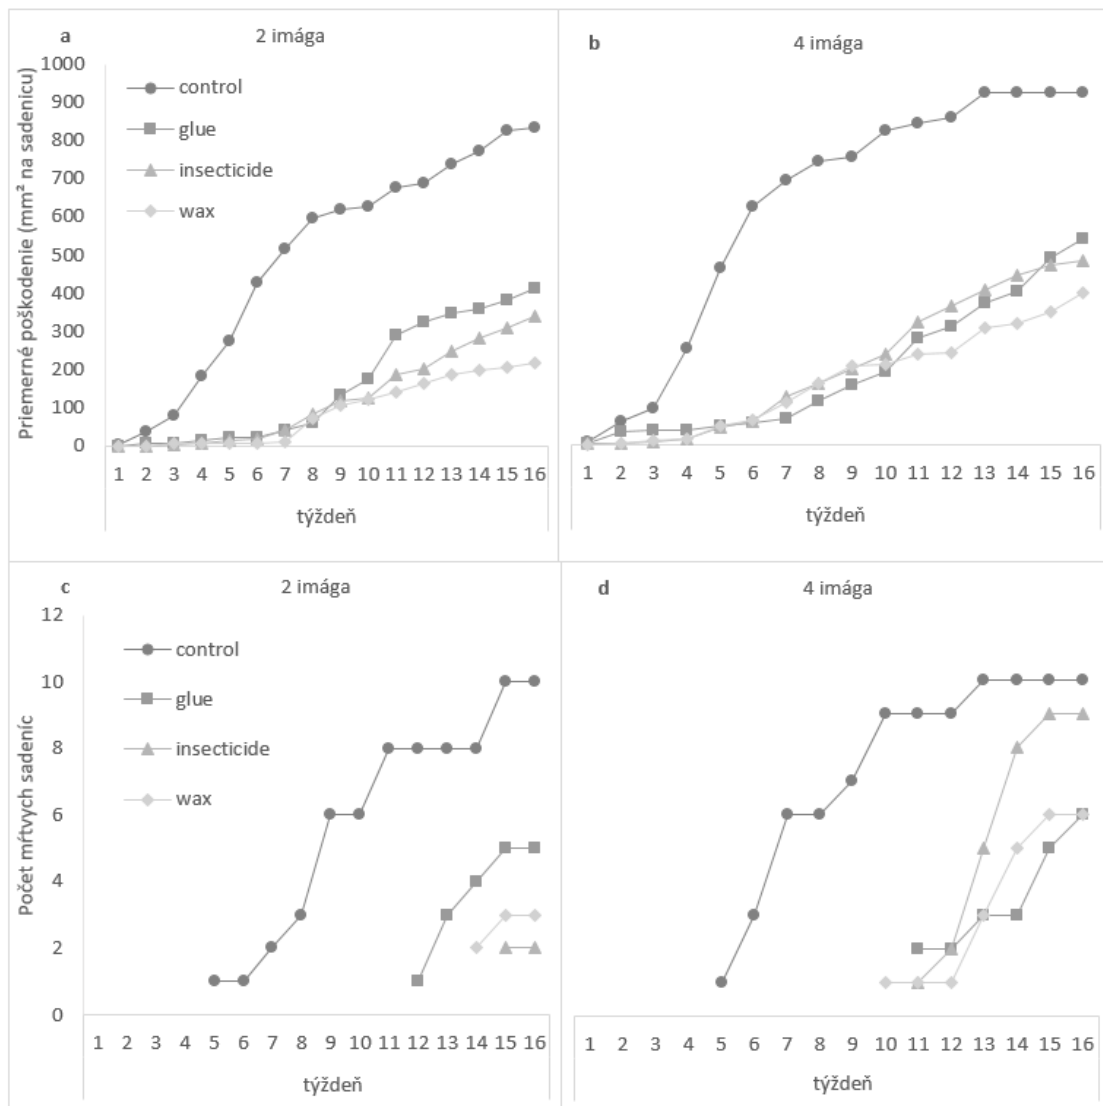 a
2 imága
b
4 imága
Priemerné poškodenie (mm² na sadenicu)
1000
900
800
700
600
500
400
300
200
100
0
control
glue
insecticide
wax
1 2 3 4 5 6 7 8 9 10 11 12 13 14 15 16
týždeň
1 2 3 4 5 6 7 8 9 10 11 12 13 14 15 16
týždeň
c
2 imága
d
4 imága
Počet mŕtvych sadeníc
12
10
8
6
4
2
0
control
glue
insecticide
wax
1 2 3 4 5 6 7 8 9 10 11 12 13 14 15 16
týždeň
1 2 3 4 5 6 7 8 9 10 11 12 13 14 15 16
týždeň